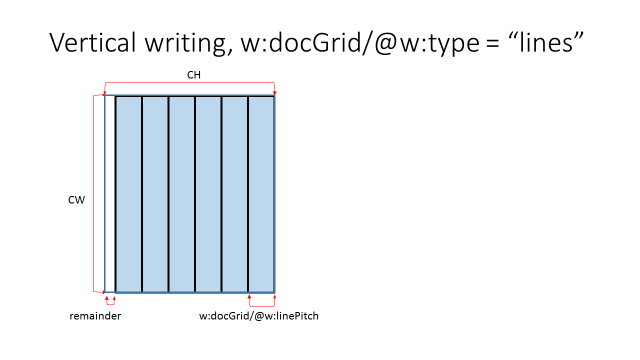 Vertical writing, w:docGrid/@w:type = “lines”
CH
CW
remainder
w:docGrid/@w:linePitch